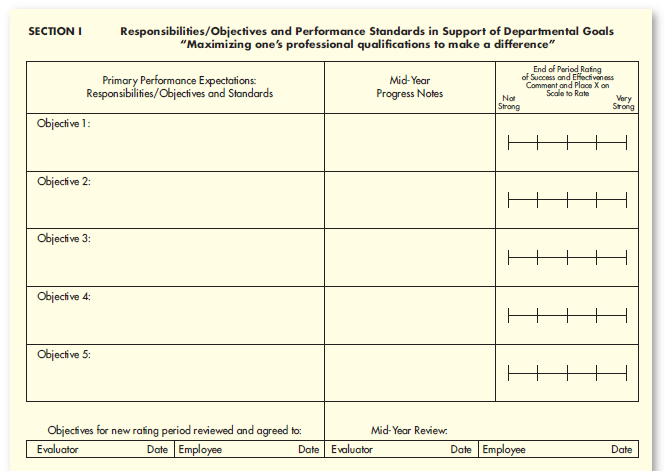 SECTION I Responsibilities/Objectives and Performance Standards in Support of Departmental Goals
“Maximizing one’s professional qualifications to make a difference”
Primary Performance Expectations:
Responsibilities/Objectives and Standards
Mid-Year
Progress Notes
End of Period Rating
of Success and Effectiveness
Comment and Place X on
Scale to Rate
Not
Strong
Very
Strong
Objective 1:
Objective 2:
Objective 3:
Objective 4:
Objective 5:
Objectives for new rating period reviewed and agreed to: Mid-Year Review:
Evaluator Date Employee Date Evaluator Date Employee Date